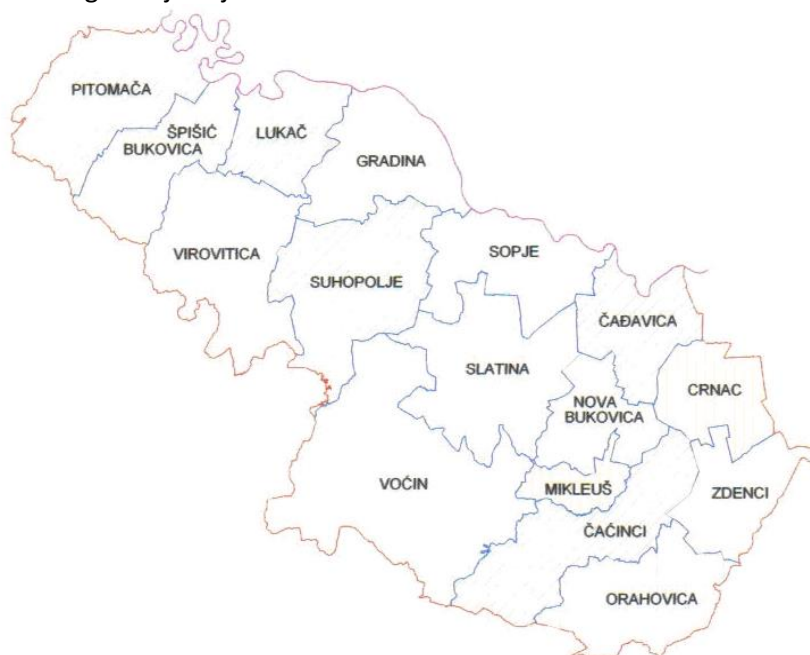 PITOMAČA
ŠPIŠIĆ
BUKOVICA
LUKAČ
GRADINA
VIROVITICA
SUHOPOLJE
SOPJE
ČAĐAVICA
SLATINA
CRNAC
NOVA
BUKOVICA
VOĆIN
MIKLEUŠ
ZDENCI
ČAČINCI
ORAHOVICA